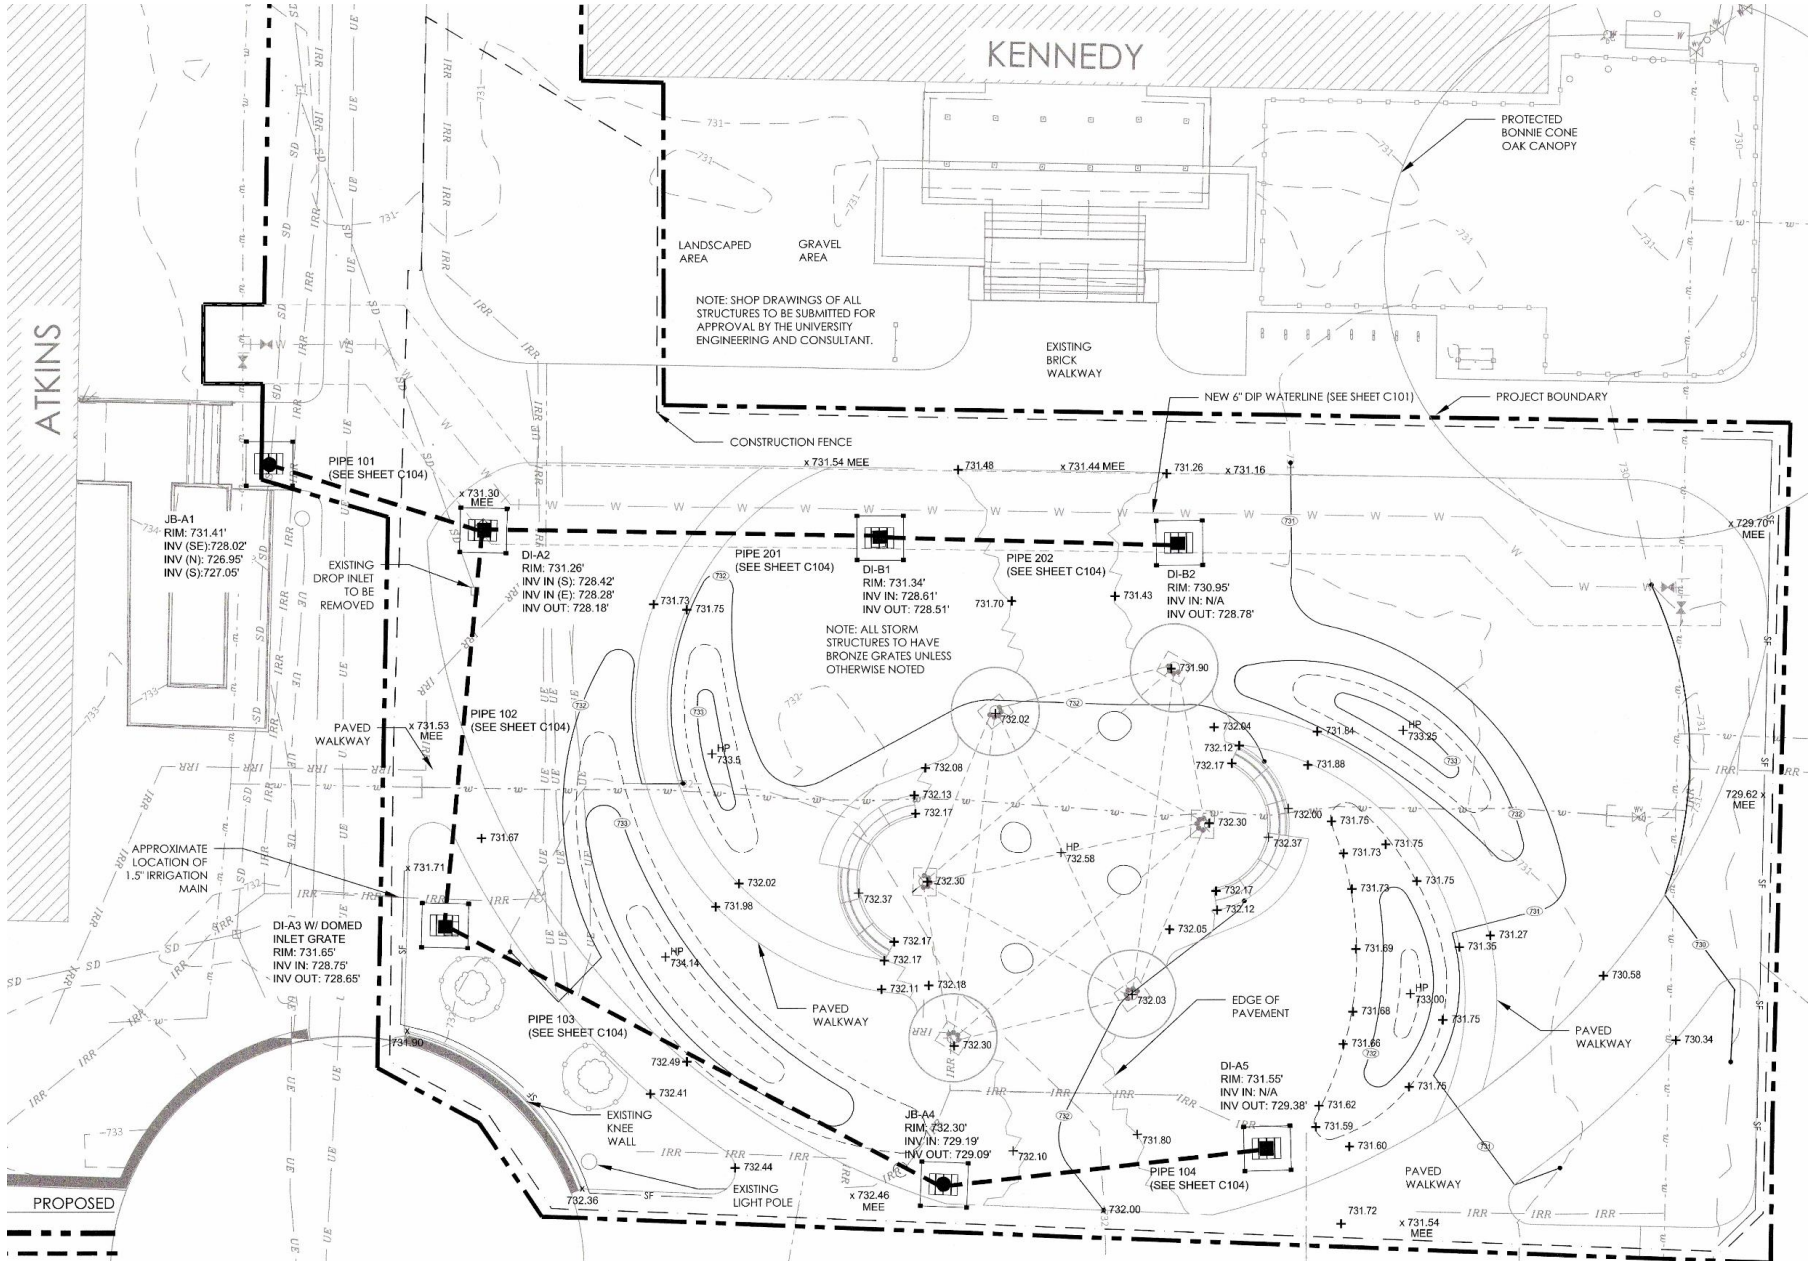 KENNEDY
ATKINS
PROTECTED
BONNIE CONE
OAK CANOPY
LANDSCAPED
AREA
GRAVEL
AREA
NOTE: SHOP DRAWINGS OF ALL
STRUCTURES TO BE SUBMITTED FOR
APPROVAL BY THE UNIVERSITY
ENGINEERING AND CONSULTANT.
EXISTING
BRICK
WALKWAY
NEW 6" DIP WATERLINE (SEE SHEET C101)
PROJECT BOUNDARY
CONSTRUCTION FENCE
x 731.54 MEE
731.48
x 731.44 MEE
731.26
x 731.16
PIPE 101
(SEE SHEET C104)
x 731.30
MEE
x 729.70
MEE
JB-A1
RIM: 731.41'
INV (SE):728.02'
INV (N): 726.95'
INV (S):727.05'
EXISTING
DROP INLET
TO BE
REMOVED
DI-A2
RIM: 731.26'
INV IN (S): 728.42'
INV IN (E): 728.28'
INV OUT: 728.18'
PIPE 201
(SEE SHEET C104)
DI-B1
RIM: 731.34'
INV IN: 728.61'
INV OUT: 728.51'
PIPE 202
(SEE SHEET C104)
DI-B2
RIM: 730.95'
INV IN: N/A
INV OUT: 728.78'
731.73
731.75
731.70
731.43
NOTE: ALL STORM
STRUCTURES TO HAVE
BRONZE GRATES UNLESS
OTHERWISE NOTED
731.90
732.02
PIPE 102
(SEE SHEET C104)
PAVED
WALKWAY
x 731.53
MEE
HP
733.5
732.04
732.12
732.17
731.84
731.88
HP
733.25
732.08
732.13
732.17
729.62 x
MEE
732.00
732.37
731.75
731.73
731.75
731.67
732.30
HP
732.58
APPROXIMATE
LOCATION OF
1.5" IRRIGATION
MAIN
x 731.71
732.02
731.98
732.37
732.30
732.17
732.12
731.73
731.75
DI-A3 W/ DOMED
INLET GRATE
RIM: 731.65'
INV IN: 728.75'
INV OUT: 728.65'
732.17
732.17
732.05
731.69
731.35
731.27
HP
734.14
732.11
732.18
732.03
730.58
HP
733.00
PIPE 103
(SEE SHEET C104)
PAVED
WALKWAY
EDGE OF
PAVEMENT
731.68
731.75
PAVED
WALKWAY
731.90
732.30
731.66
730.34
732.49
732.41
DI-A5
RIM: 731.55'
INV IN: N/A
INV OUT: 729.38'
731.75
731.62
731.59
731.60
EXISTING
KNEE
WALL
JB-A4
RIM: 732.30'
INV IN: 729.19'
INV OUT: 729.09'
732.10
731.80
732.44
PIPE 104
(SEE SHEET C104)
PAVED
WALKWAY
EXISTING
LIGHT POLE
732.36
x 732.46
MEE
732.00
731.72
x 731.54
MEE
PROPOSED